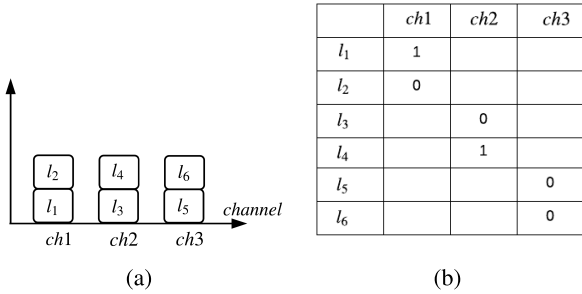 l2 l4 l6
l1 l3 l5 channel
ch1 ch2 ch3
(a)
ch1 ch2 ch3
l1 1
l2 0
l3 0
l4 1
l5 0
l6 0
(b)